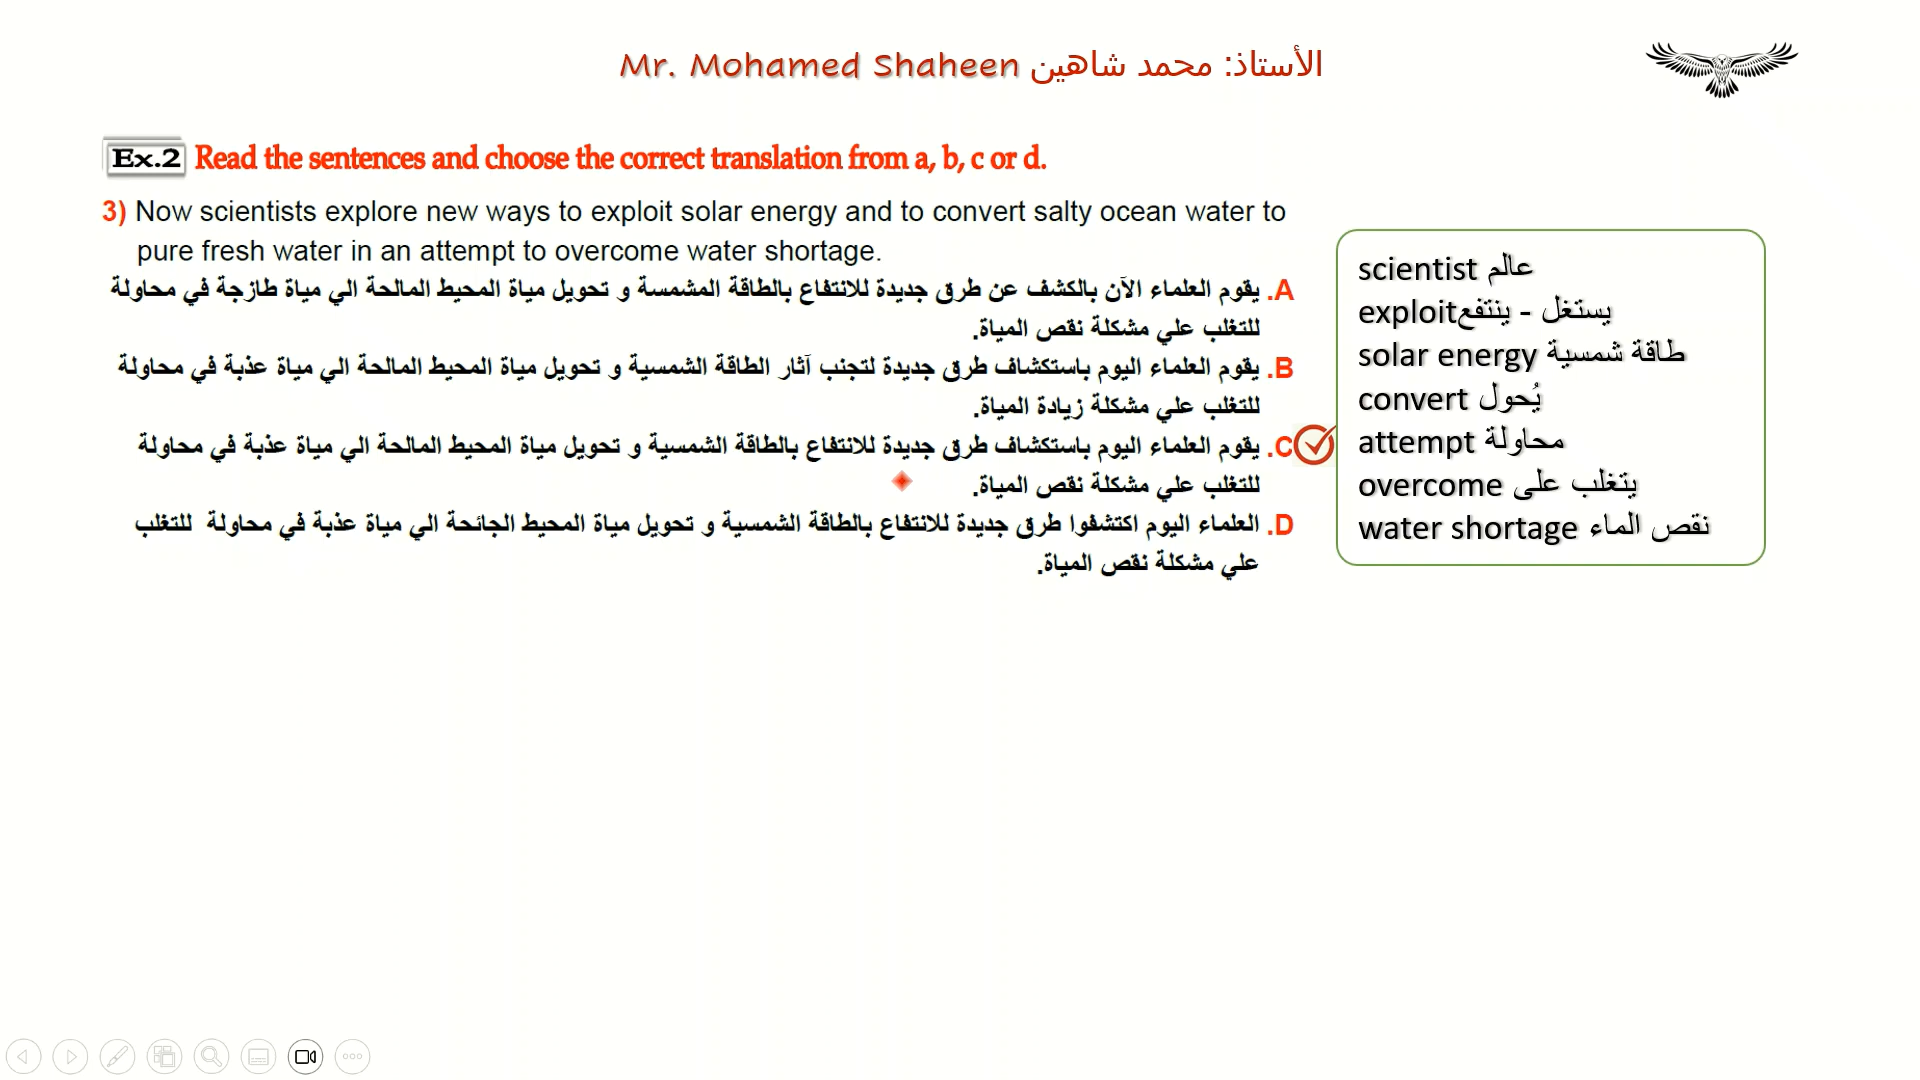 Mr. Mohamed Shaheen الأستاذ: محمد شاهين
Ex.2 Read the sentences and choose the correct translation from a, b, c or d.
3) Now scientists explore new ways to exploit solar energy and to convert salty ocean water to
pure fresh water in an attempt to overcome water shortage.
A. يقوم العلماء الآن بالكشف عن طرق جديدة للانتفاع بالطاقة المشمسة و تحويل مياة المحيط المالحة الي مياة طازجة في محاولة
للتغلب علي مشكلة نقص المياة.
B. يقوم العلماء اليوم باستكشاف طرق جديدة لتجنب آثار الطاقة الشمسية و تحويل مياة المحيط المالحة الي مياة عذبة في محاولة
للتغلب علي مشكلة زيادة المياة.
C. يقوم العلماء اليوم باستكشاف طرق جديدة للانتفاع بالطاقة الشمسية و تحويل مياة المحيط المالحة الي مياة عذبة في محاولة
للتغلب علي مشكلة نقص المياة.
D. العلماء اليوم اكتشفوا طرق جديدة للانتفاع بالطاقة الشمسية و تحويل مياة المحيط الجائحة الي مياة عذبة في محاولة للتغلب
علي مشكلة نقص المياة.
scientist عالم
exploit يستغل - ينتفع
solar energy طاقة شمسية
convert يُحول
attempt محاولة
overcome يتغلب على
water shortage نقص الماء